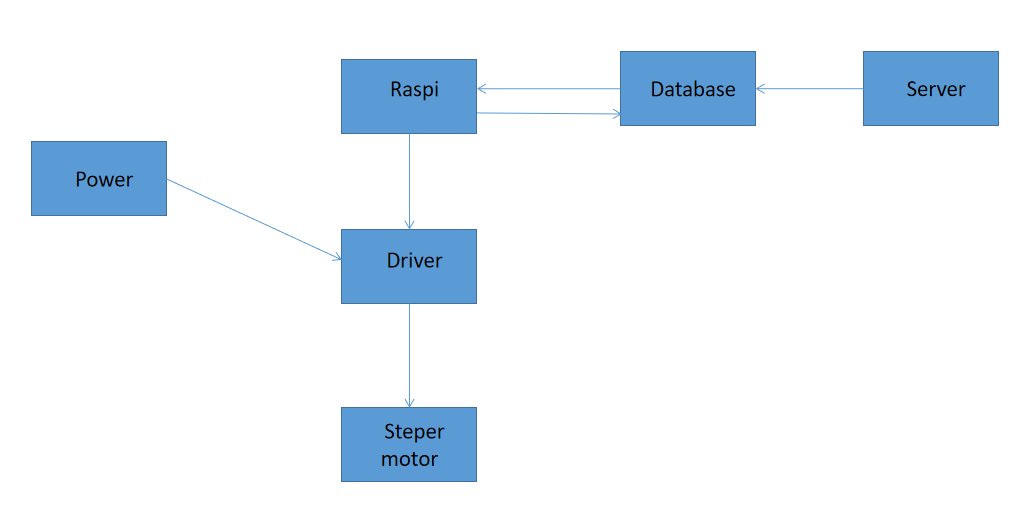 Raspi
Database
Server
Power
Driver
Steper
motor